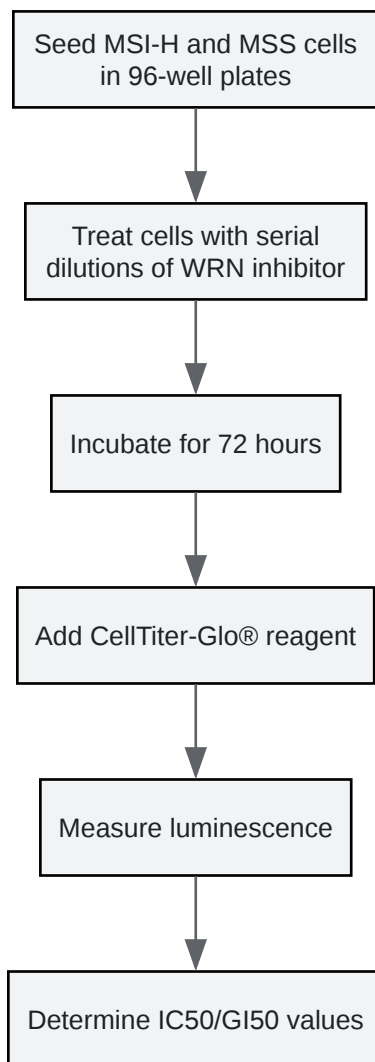 Seed MSI-H and MSS cells
in 96-well plates
Treat cells with serial
dilutions of WRN inhibitor
Incubate for 72 hours
Add CellTiter-Glo® reagent
Measure luminescence
Determine IC50/GI50 values